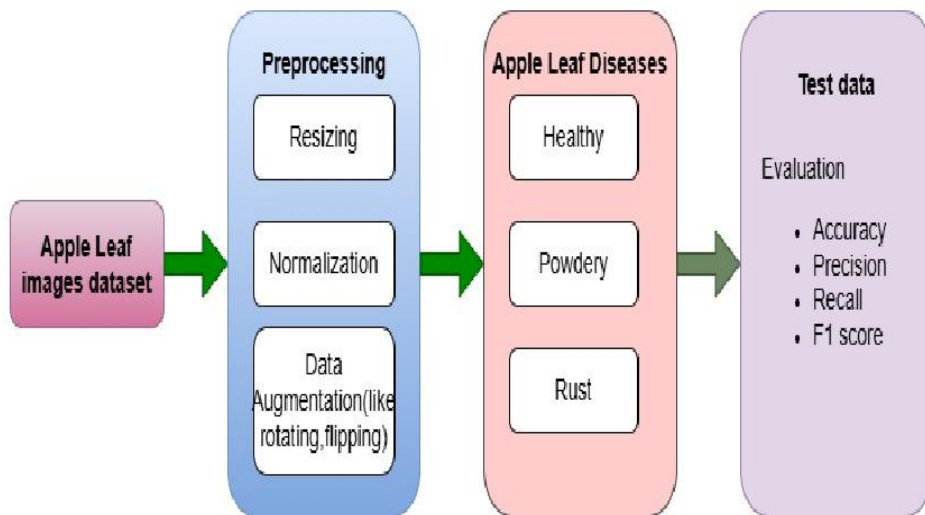 Apple Leaf
images dataset
Preprocessing
Resizing
Normalization
Data
Augmentation(like
rotating,flipping)
Apple Leaf Diseases
Healthy
Powdery
Rust
Test data
Evaluation
• Accuracy
• Precision
• Recall
• F1 score